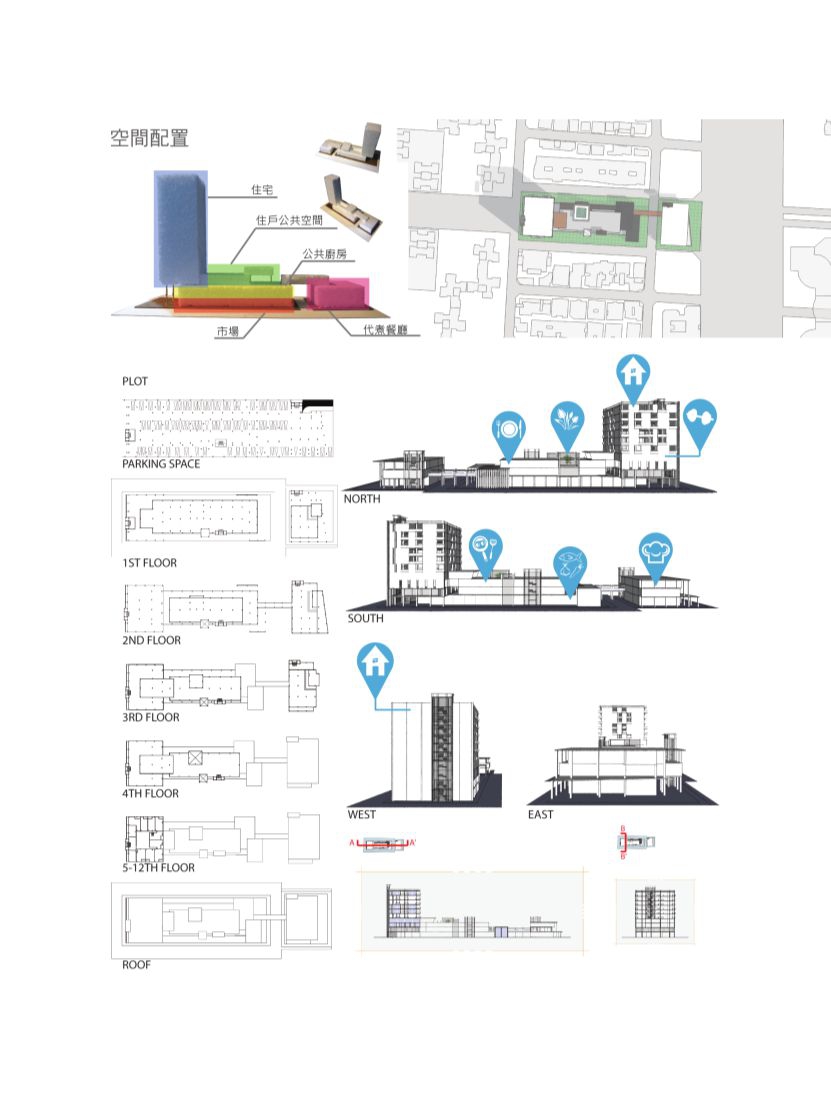 空間配置
住宅
住戶公共空間
公共廚房
市場
代煮餐廳
PLOT
PARKING SPACE
1ST FLOOR
2ND FLOOR
3RD FLOOR
4TH FLOOR
5-12TH FLOOR
ROOF
NORTH
SOUTH
WEST
EAST
A A'
B
B'